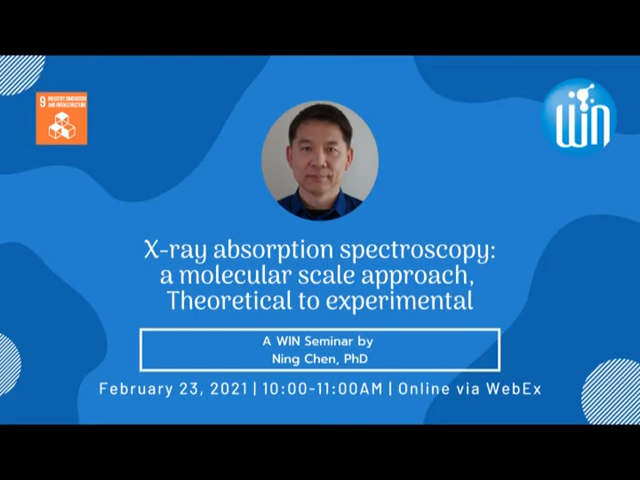 9 INDUSTRY, INNOVATION
AND INFRASTRUCTURE
WIN
X-ray absorption spectroscopy:
a molecular scale approach,
Theoretical to experimental
A WIN Seminar by
Ning Chen, PhD
February 23, 2021 | 10:00-11:00AM | Online via WebEx